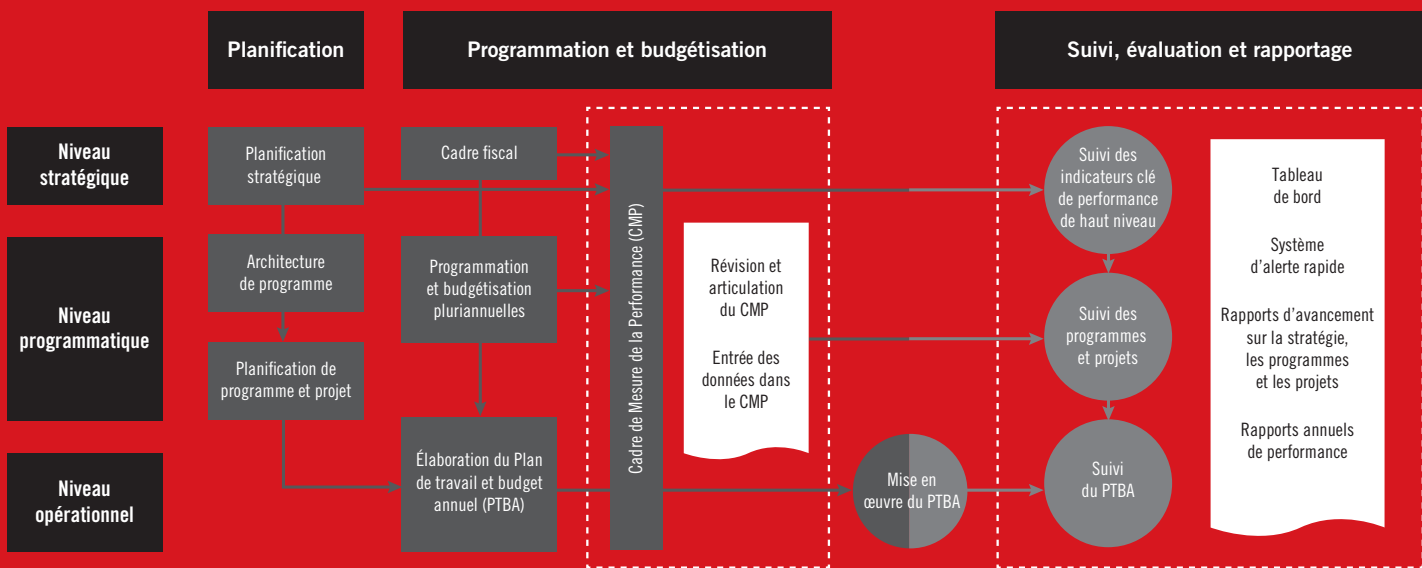 Planification
Programmation et budgétisation
Suivi, évaluation et rapportage
Niveau
stratégique
Planification
stratégique
Cadre fiscal
Cadre de Mesure de la Performance (CMP)
Suivi des
indicateurs clé
de performance
de haut niveau
Tableau
de bord
Système
d'alerte rapide
Rapports d'avancement
sur la stratégie,
les programmes
et les projets
Rapports annuels
de performance
Niveau
programmatique
Architecture
de programme
Programmation
et budgétisation
pluriannuelles
Révision et
articulation
du CMP
Entrée des
données dans
le CMP
Suivi des
programmes
et projets
Planification de
programme et projet
Niveau
opérationnel
Élaboration du Plan
de travail et budget
annuel (PTBA)
Mise en
œuvre du PTBA
Suivi
du PTBA